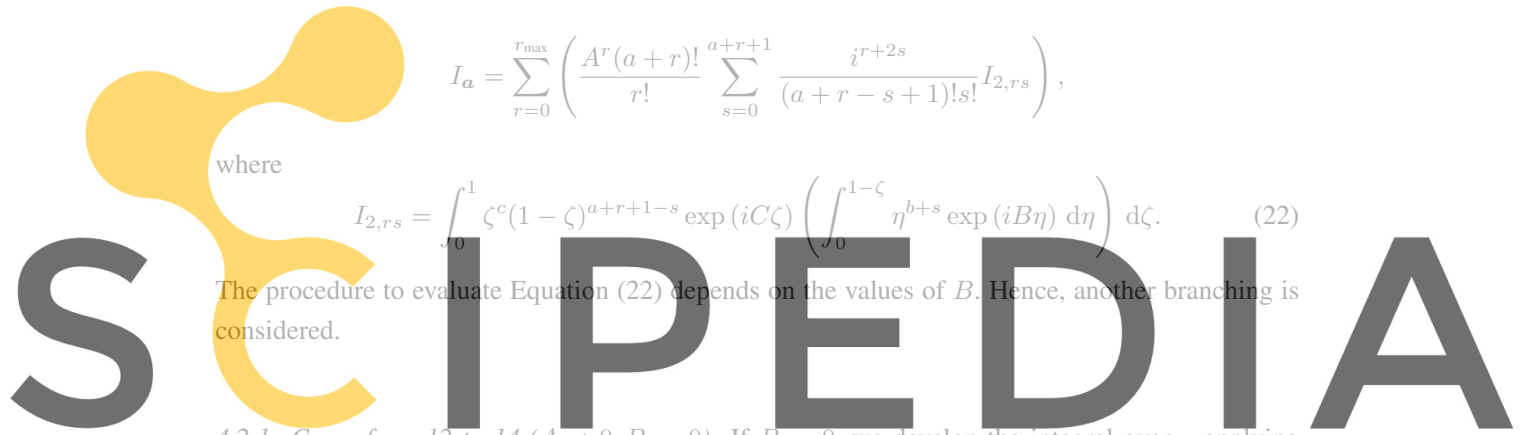 I_a = \sum_{r=0}^{r_{\max}} \left( \frac{A^r (a+r)!}{r!} \sum_{s=0}^{a+r+1} \frac{i^{r+2s}}{(a+r-s+1)!s!} I_{2,rs} \right),
where
I_{2,rs} = \int_0^1 \zeta^c (1-\zeta)^{a+r+1-s} \exp(iC\zeta) \left( \int_0^{1-\zeta} \eta^{b+s} \exp(iB\eta) \, d\eta \right) d\zeta. (22)
The procedure to evaluate Equation (22) depends on the values of B. Hence, another branching is
considered.
SCIPEDIA